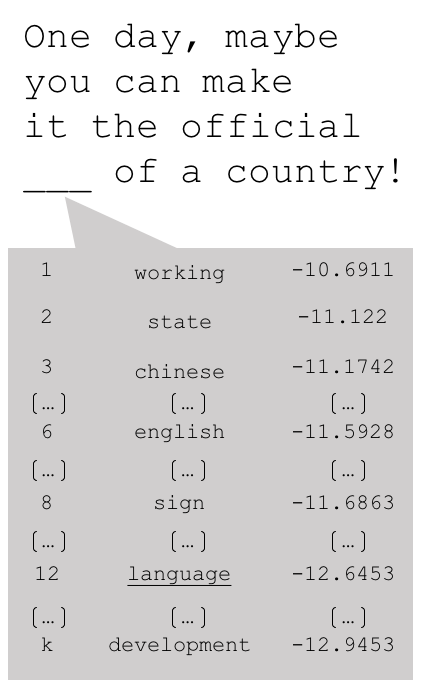 One day, maybe
you can make
it the official
___ of a country!
1 working -10.6911
2 state -11.122
3 chinese -11.1742
(…) (…) (…)
6 english -11.5928
(…) (…) (…)
8 sign -11.6863
(…) (…) (…)
12 language -12.6453
(…) (…) (…)
k development -12.9453